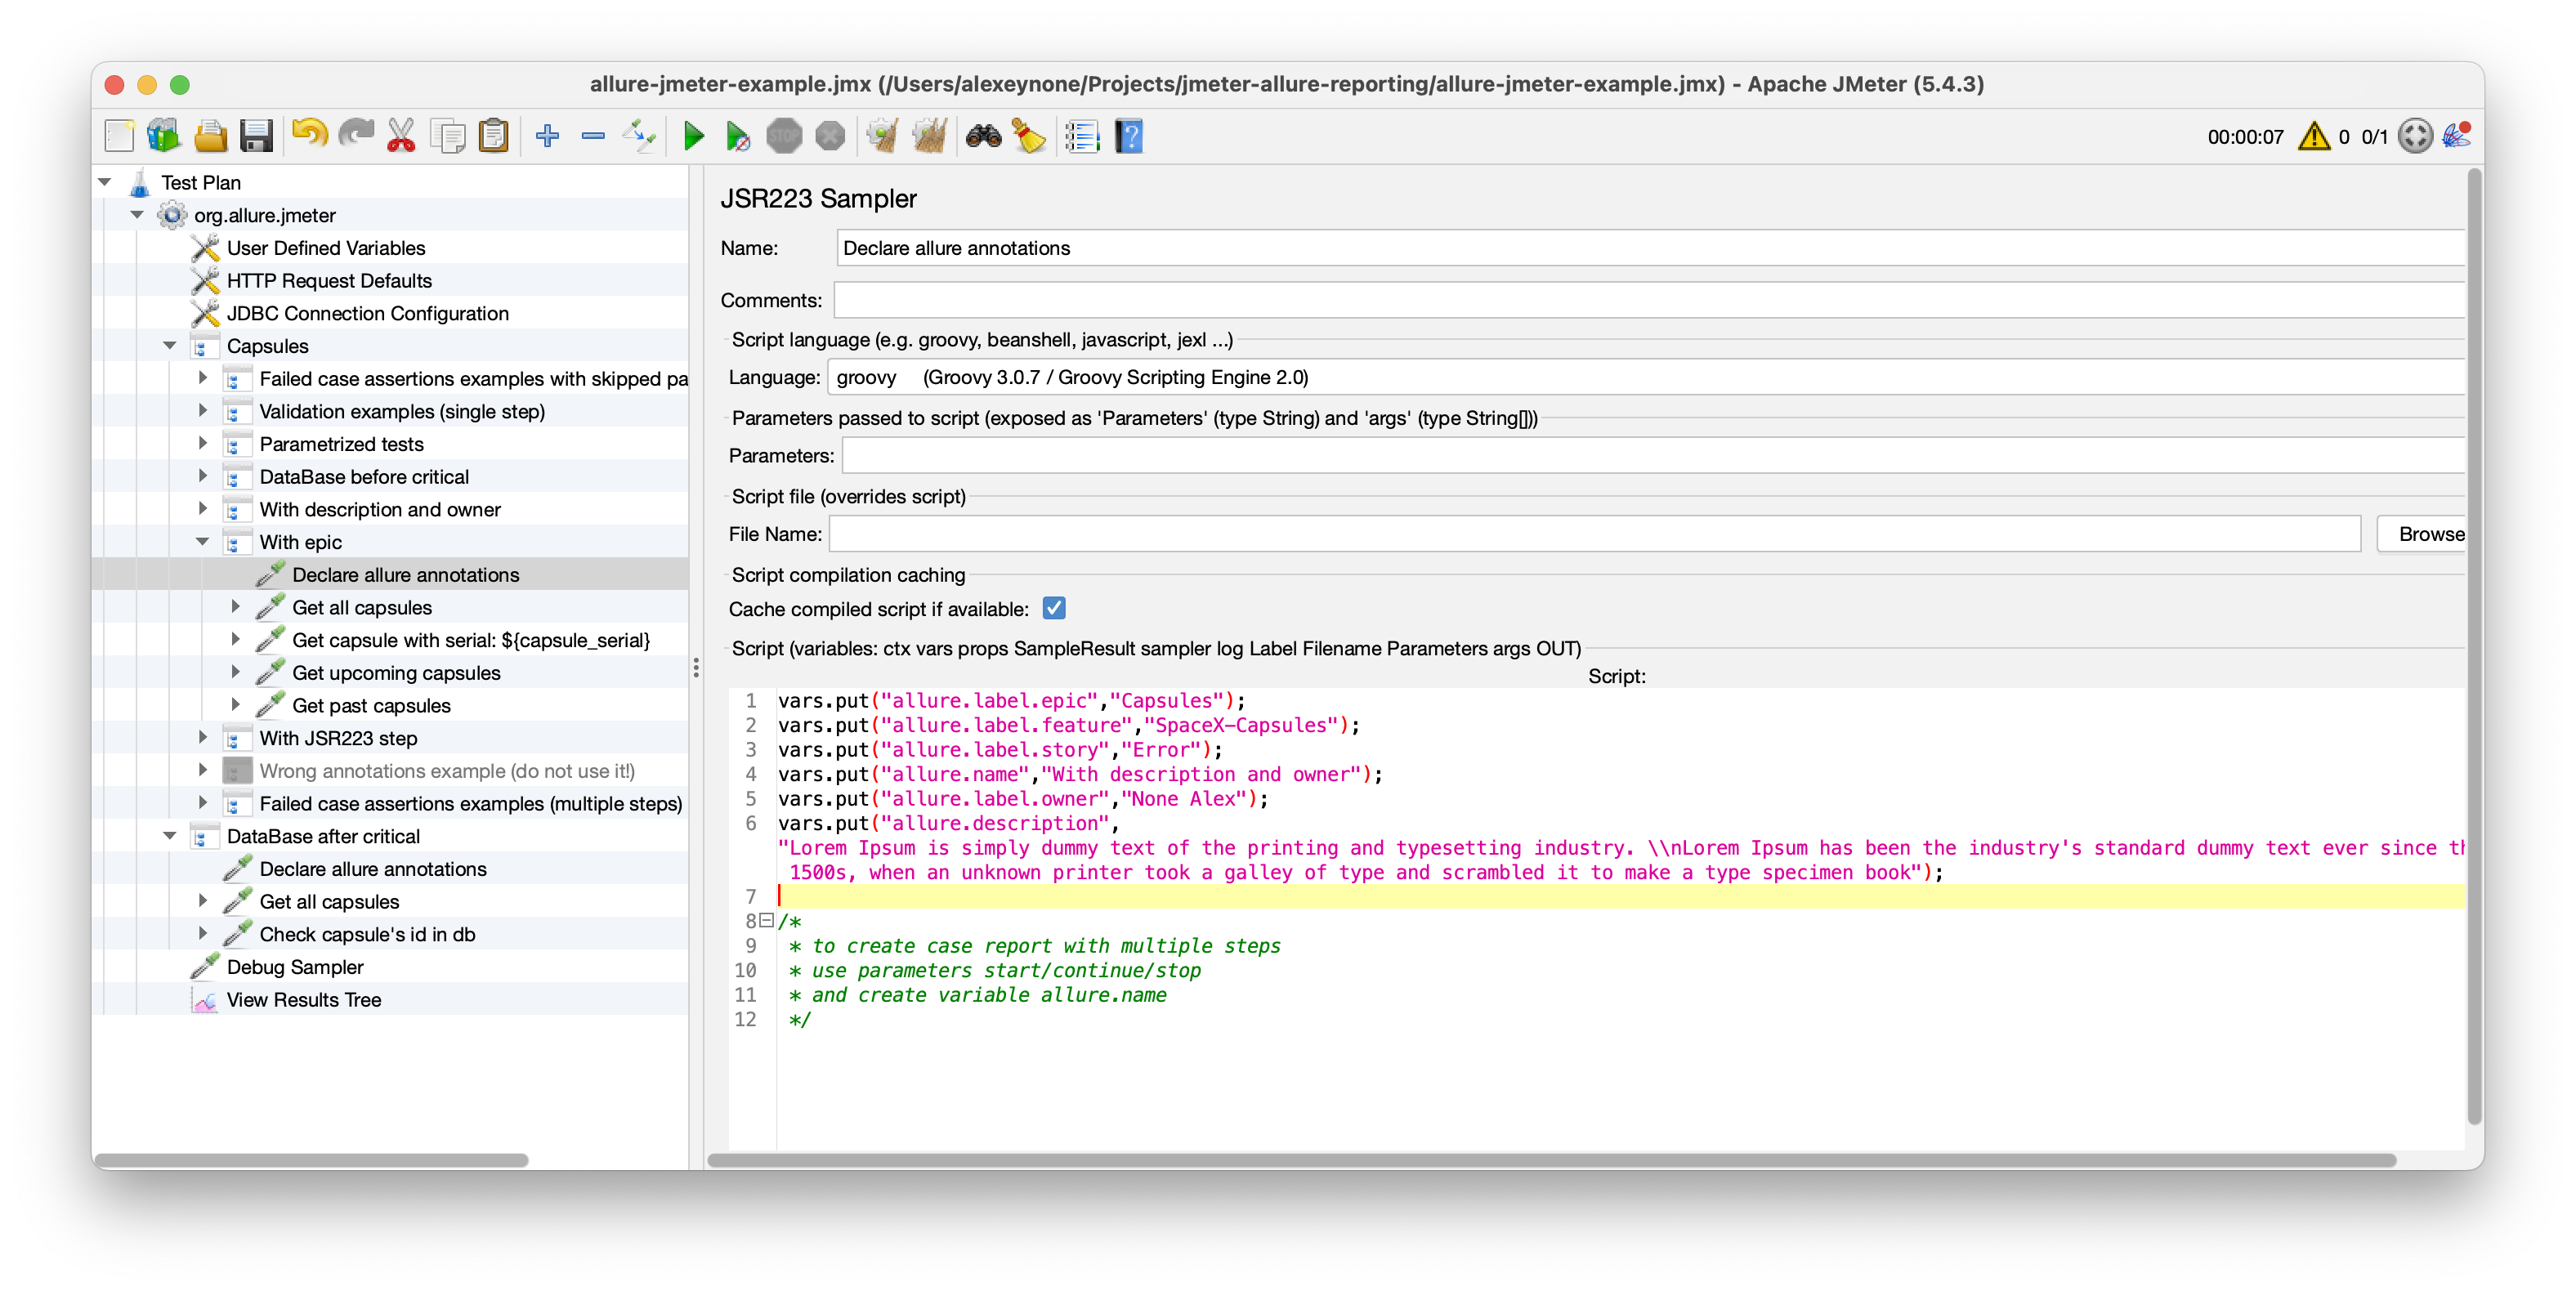 allure-jmeter-example.jmx (/Users/alexeynone/Projects/jmeter-allure-reporting/allure-jmeter-example.jmx) - Apache JMeter (5.4.3)
STOP
?
00:00:07 0 0/1
Test Plan
org.allure.jmeter
User Defined Variables
HTTP Request Defaults
JDBC Connection Configuration
Capsules
Failed case assertions examples with skipped pa
Validation examples (single step)
Parametrized tests
DataBase before critical
With description and owner
With epic
Declare allure annotations
Get all capsules
Get capsule with serial: ${capsule_serial}
Get upcoming capsules
Get past capsules
With JSR223 step
Wrong annotations example (do not use it!)
Failed case assertions examples (multiple steps)
DataBase after critical
Declare allure annotations
Get all capsules
Check capsule's id in db
Debug Sampler
View Results Tree
JSR223 Sampler
Name: Declare allure annotations
Comments:
Script language (e.g. groovy, beanshell, javascript, jexl ...)
Language: groovy (Groovy 3.0.7 / Groovy Scripting Engine 2.0)
Parameters passed to script (exposed as 'Parameters' (type String) and 'args' (type String[]))
Parameters:
Script file (overrides script)
File Name: Browse
Script compilation caching
Cache compiled script if available:
Script (variables: ctx vars props SampleResult sampler log Label Filename Parameters args OUT)
Script:
1 vars.put("allure.label.epic","Capsules");
2 vars.put("allure.label.feature","SpaceX-Capsules");
3 vars.put("allure.label.story","Error");
4 vars.put("allure.name","With description and owner");
5 vars.put("allure.label.owner","None Alex");
6 vars.put("allure.description",
"Lorem Ipsum is simply dummy text of the printing and typesetting industry. \\nLorem Ipsum has been the industry's standard dummy text ever since th
1500s, when an unknown printer took a galley of type and scrambled it to make a type specimen book");
7
8 /*
9 * to create case report with multiple steps
10 * use parameters start/continue/stop
11 * and create variable allure.name
12 */